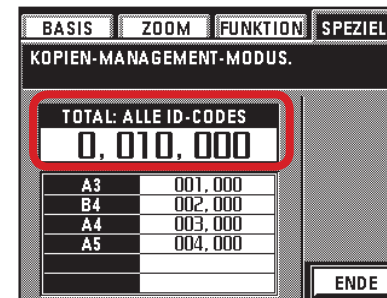 BASIS ZOOM FUNKTION SPEZIEL
KOPIEN-MANAGEMENT-MODUS.
TOTAL: ALLE ID-CODES
0, 010, 000
A3 001, 000
B4 002, 000
A4 003, 000
A5 004, 000
ENDE